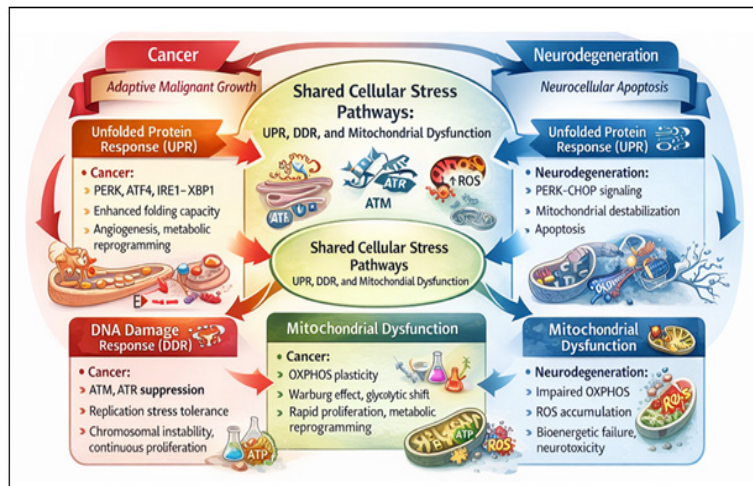 Cancer
Adaptive Malignant Growth
Neurodegeneration
Neurocellular Apoptosis
Shared Cellular Stress
Pathways:
UPR, DDR, and Mitochondrial Dysfunction
ATR
ATM
↑ROS
Unfolded Protein
Response (UPR)
• Cancer:
PERK, ATF4, IRE1-XBP1
Enhanced folding capacity
Angiogenesis, metabolic
reprogramming
Unfolded Protein
Response (UPR)
• Neurodegeneration:
PERK-CHOP signaling
Mitochondrial destabilization
Apoptosis
Shared Cellular Stress
Pathways
UPR, DDR, and Mitochondial Dysfunction
DNA Damage
Response (DDR)
• Cancer:
ATM, ATR suppression
Replication stress tolerance
Chromosomal instability,
continuous proliferation
ATP
Mitochondrial Dysfunction
• Cancer:
OXPHOS plasticity
Warburg effect, glycolytic shift
Rapid proliferation, metabolic
reprogramming
ATP
ROS
Mitochondrial
Dysfunction
• Neurodegeneration:
Impaired OXPHOS
ROS accumulation
Bioenergetic failure,
neurotoxicity